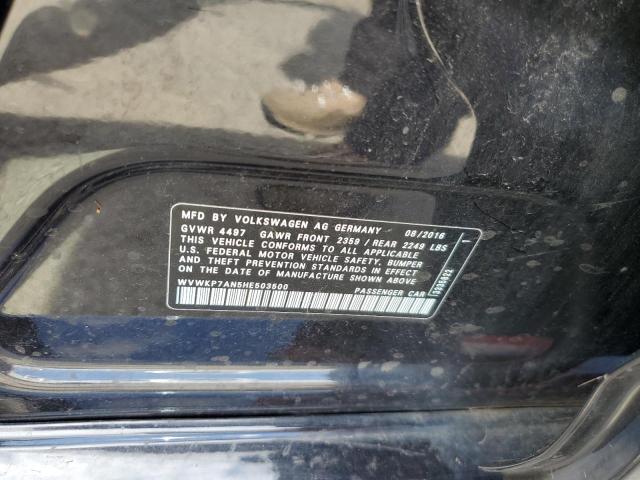 MFD BY VOLKSWAGEN AG GERMANY 08/2016
GVWR 4497 GAWR FRONT 2359 / REAR 2249 LBS
THIS VEHICLE CONFORMS TO ALL APPLICABLE
U.S. FEDERAL MOTOR VEHICLE SAFETY, BUMPER
AND THEFT PREVENTION STANDARDS IN EFFECT
ON THE DATE OF MANUFACTURE SHOWN ABOVE
WVWKP7AN5HE503500 PASSENGER CAR